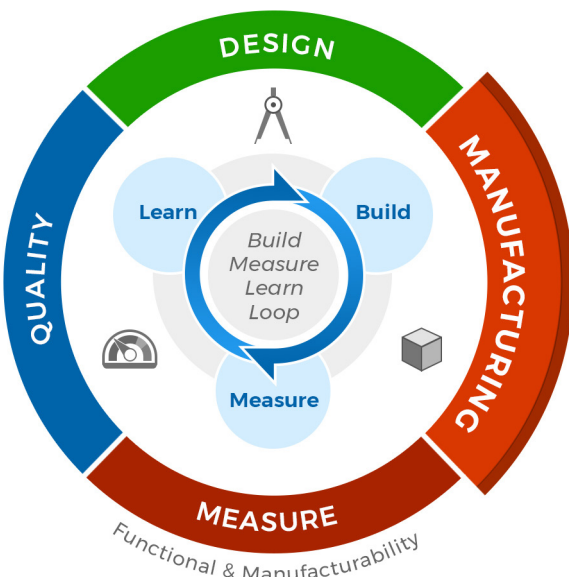 DESIGN
MANUFACTURING
QUALITY
Learn
Build
Build
Measure
Learn
Loop
Measure
MEASURE
Functional & Manufacturability